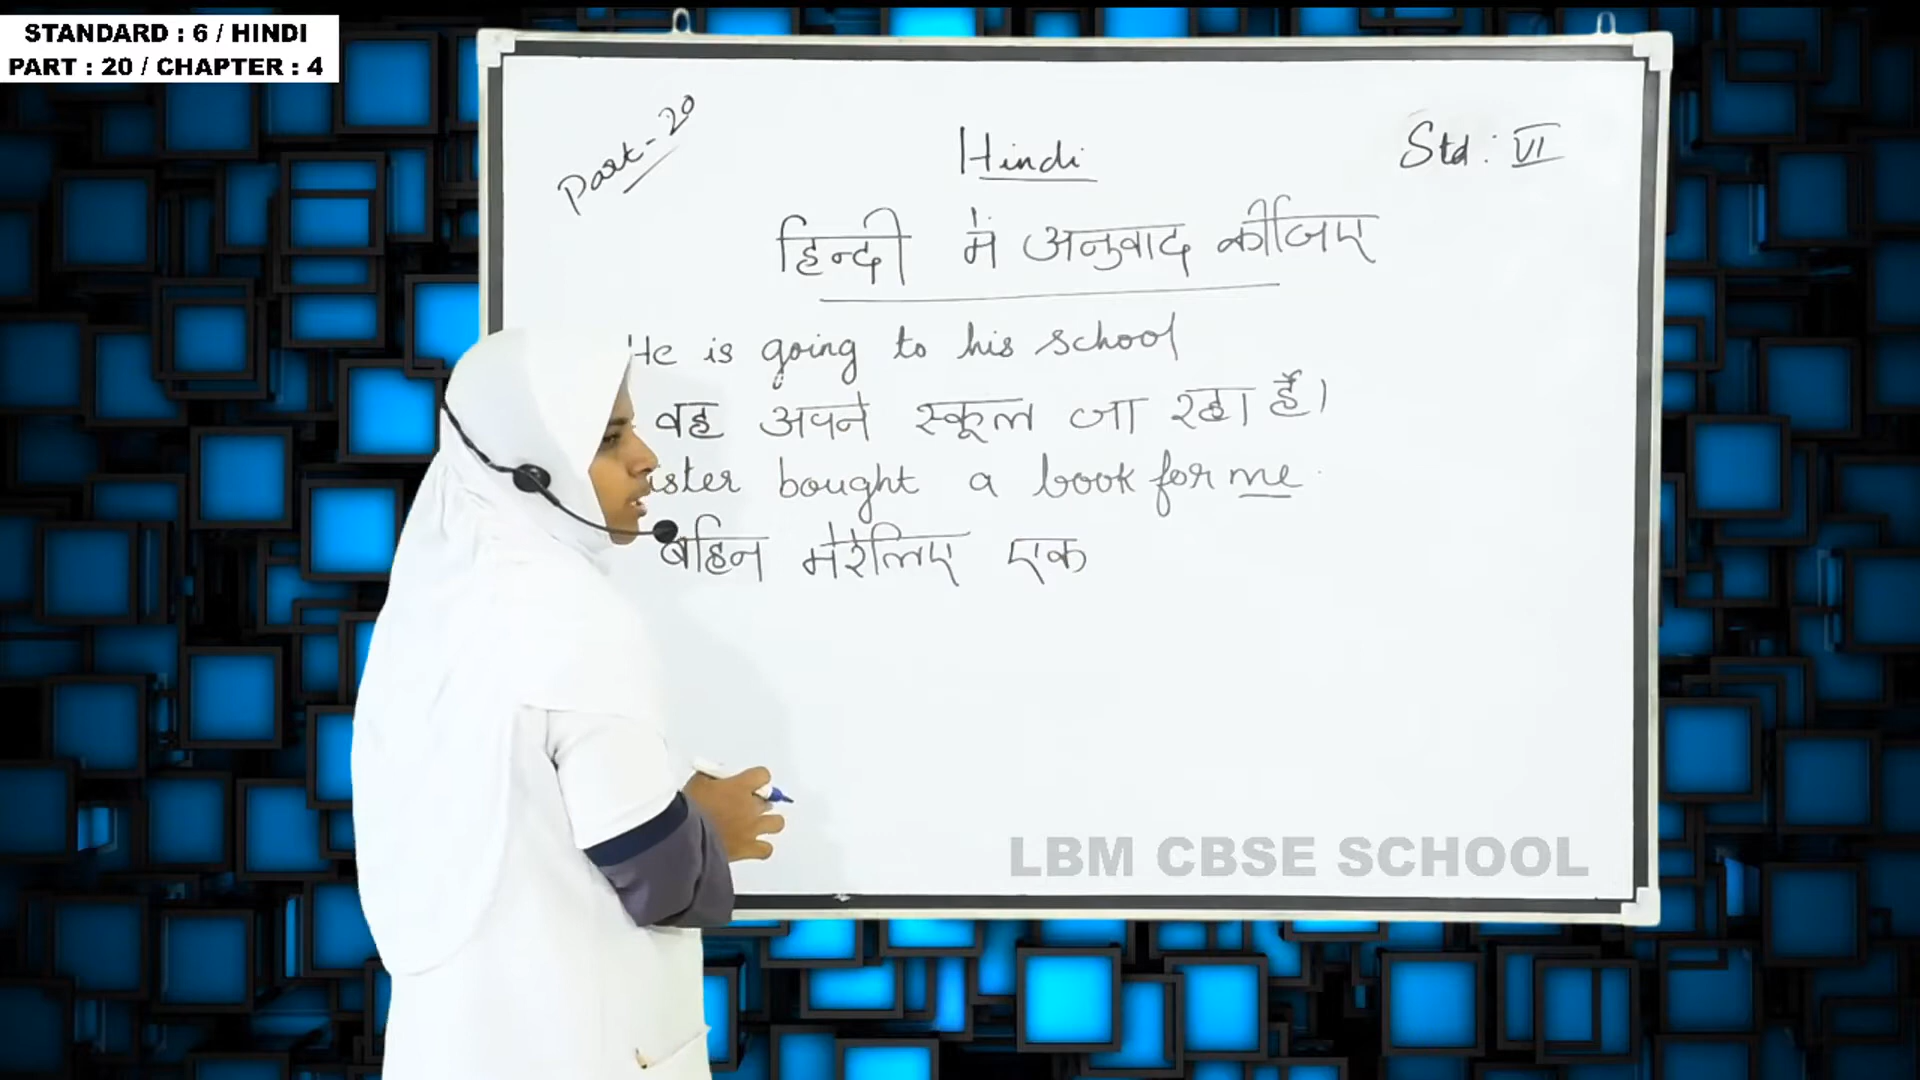 STANDARD : 6 / HINDI
PART : 20 / CHAPTER : 4
Part - 20
Hindi
Std : VI
हिन्दी में अनुवाद कीजिए
He is going to his school
वह अपने स्कूल जा रहा है।
bought a book for me.
बहिन मेरेलिए एक
LBM CBSE SCHOOL